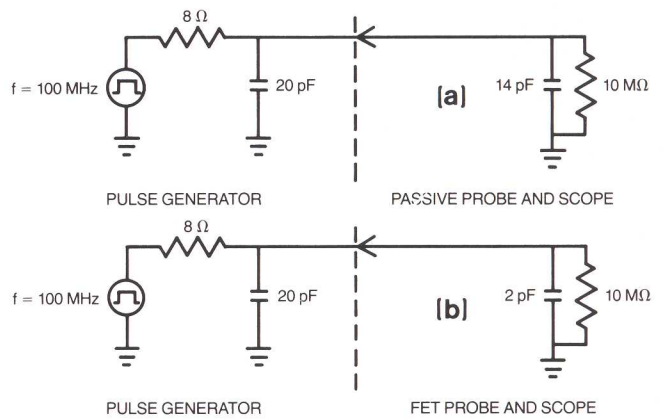 8 Ω
f = 100 MHz
20 pF
(a)
14 pF
10 MΩ
PULSE GENERATOR
PASSIVE PROBE AND SCOPE
8 Ω
f = 100 MHz
20 pF
(b)
2 pF
10 MΩ
PULSE GENERATOR
FET PROBE AND SCOPE